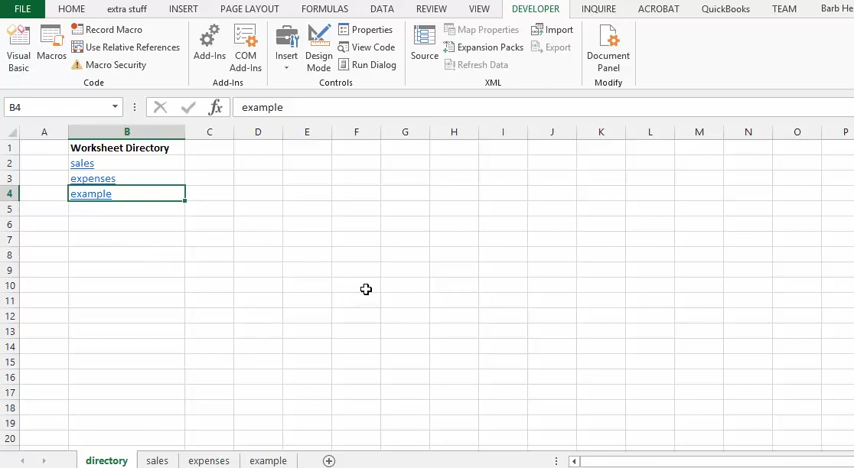 FILE HOME extra stuff INSERT PAGE LAYOUT FORMULAS DATA REVIEW VIEW DEVELOPER INQUIRE ACROBAT QuickBooks TEAM Barb He
Visual Basic
Macros
Record Macro
Use Relative References
Macro Security
Code
Add-Ins
COM Add-Ins
Add-Ins
Insert
Design Mode
Properties
View Code
Run Dialog
Controls
Source
Map Properties
Expansion Packs
Refresh Data
Import
Export
XML
Document Panel
Modify
B4 fx example
A B C D E F G H I J K L M N O P
1 Worksheet Directory
2 sales
3 expenses
4 example
5
6
7
8
9
10
11
12
13
14
15
16
17
18
19
20
directory sales expenses example